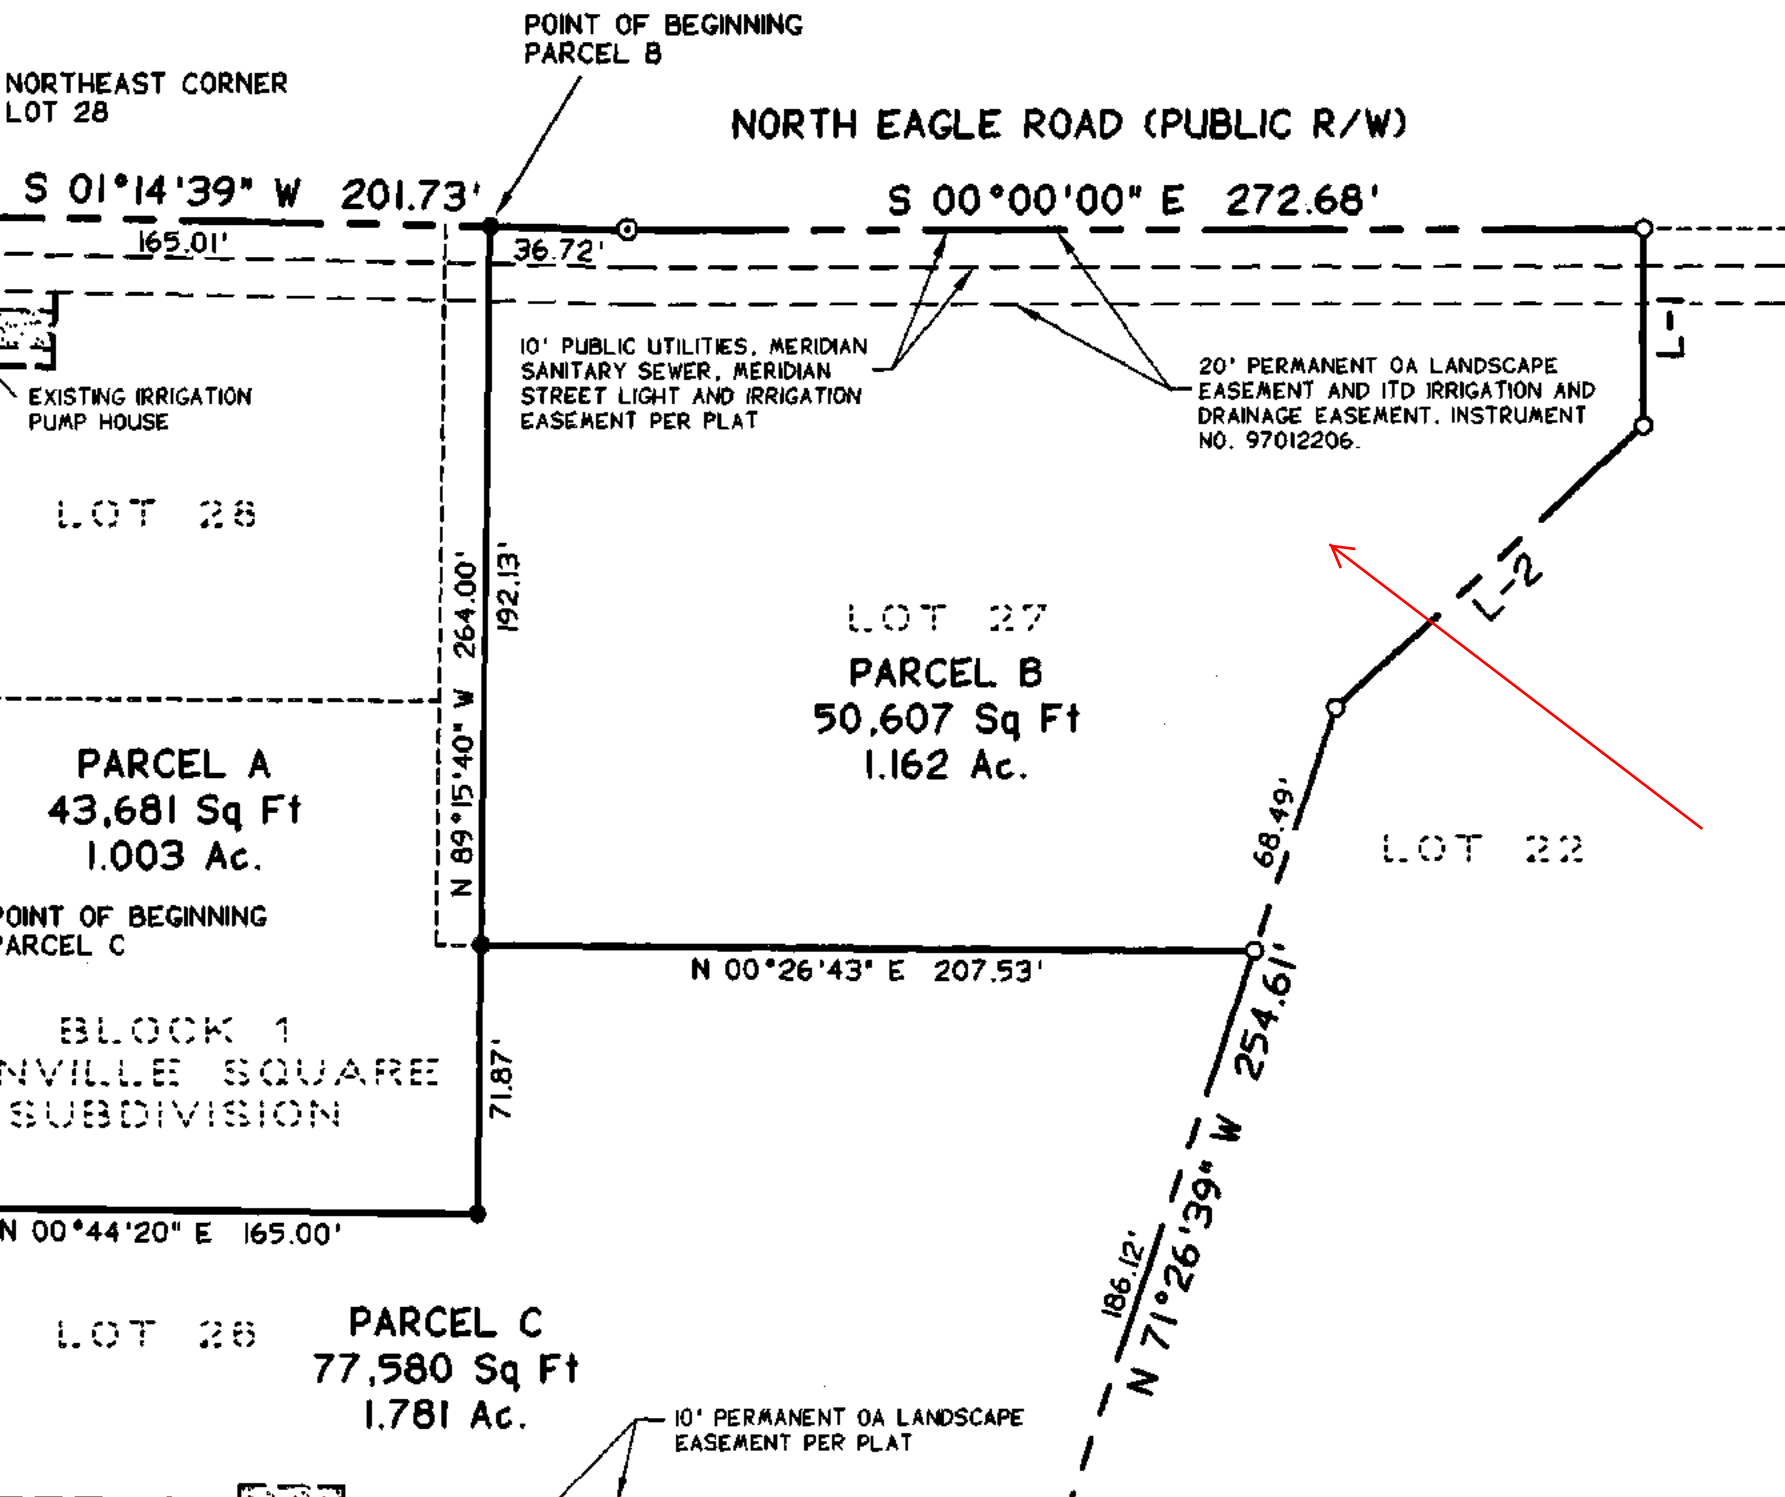 POINT OF BEGINNING
PARCEL B
NORTHEAST CORNER
LOT 28
NORTH EAGLE ROAD (PUBLIC R/W)
S 01°14'39" W 201.73'
S 00°00'00" E 272.68'
165.01'
36.72'
L-1
10' PUBLIC UTILITIES, MERIDIAN
SANITARY SEWER, MERIDIAN
STREET LIGHT AND IRRIGATION
EASEMENT PER PLAT
20' PERMANENT OA LANDSCAPE
EASEMENT AND ITD IRRIGATION AND
DRAINAGE EASEMENT. INSTRUMENT
NO. 97012206.
EXISTING IRRIGATION
PUMP HOUSE
LOT 28
N 89°15'40" W 264.00'
192.13'
L-2
LOT 27
PARCEL B
50,607 Sq Ft
1.162 Ac.
PARCEL A
43,681 Sq Ft
1.003 Ac.
68.49'
LOT 22
POINT OF BEGINNING
PARCEL C
N 00°26'43" E 207.53'
BLOCK 1
NVILLE SQUARE
SUBDIVISION
71.87'
N 71°26'39" W 254.61'
186.12'
N 00°44'20" E 165.00'
LOT 26
PARCEL C
77,580 Sq Ft
1.781 Ac.
10' PERMANENT OA LANDSCAPE
EASEMENT PER PLAT